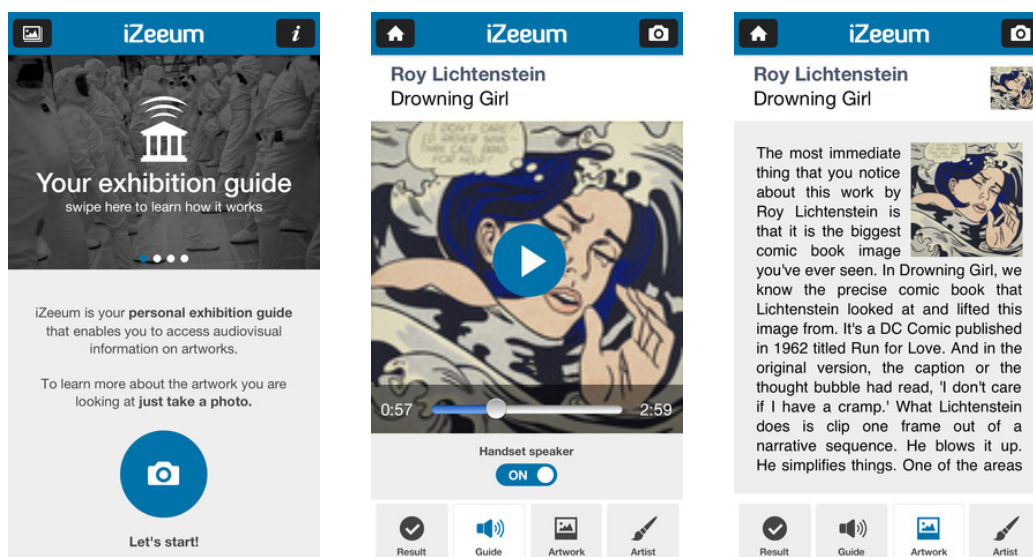 iZeeum
i
Your exhibition guide
swipe here to learn how it works
iZeeum is your personal exhibition guide
that enables you to access audiovisual
information on artworks.
To learn more about the artwork you are
looking at just take a photo.
Let's start!
iZeeum
Roy Lichtenstein
Drowning Girl
I DON'T CARE!
I'D RATHER SINK --
THAN CALL BRAD
FOR HELP!
0:57
2:59
Handset speaker
ON
Result
Guide
Artwork
Artist
iZeeum
Roy Lichtenstein
Drowning Girl
The most immediate
thing that you notice
about this work by
Roy Lichtenstein is
that it is the biggest
comic book image
you've ever seen. In Drowning Girl, we
know the precise comic book that
Lichtenstein looked at and lifted this
image from. It's a DC Comic published
in 1962 titled Run for Love. And in the
original version, the caption or the
thought bubble had read, 'I don't care
if I have a cramp.' What Lichtenstein
does is clip one frame out of a
narrative sequence. He blows it up.
He simplifies things. One of the areas
Result
Guide
Artwork
Artist